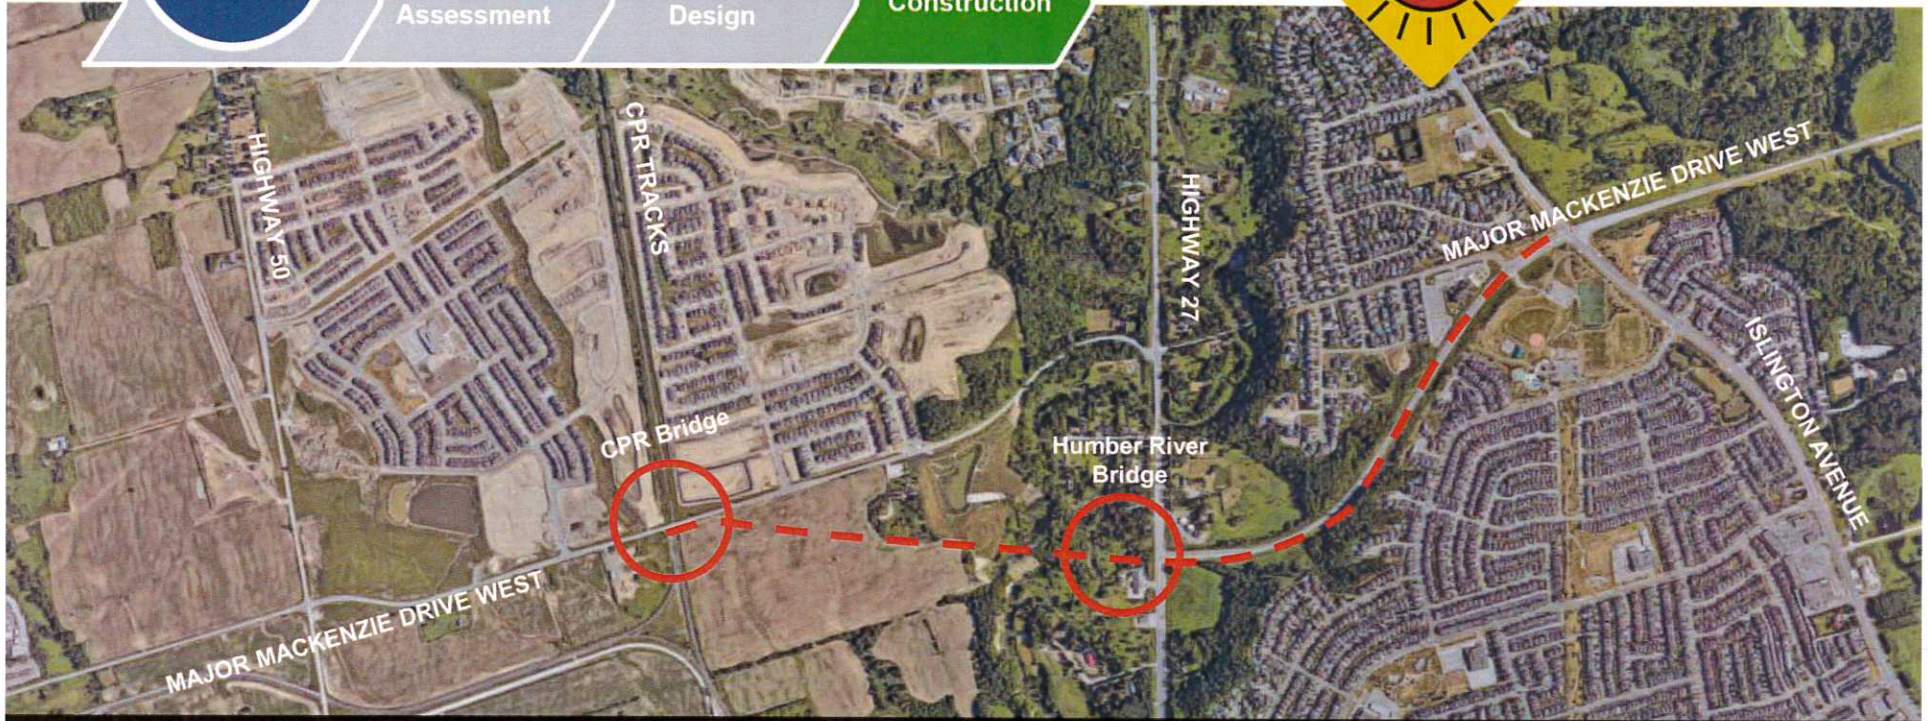 Assessment
Design
Construction
HIGHWAY 50
CPR TRACKS
HIGHWAY 27
MAJOR MACKENZIE DRIVE WEST
ISLINGTON AVENUE
CPR Bridge
Humber River
Bridge
MAJOR MACKENZIE DRIVE WEST